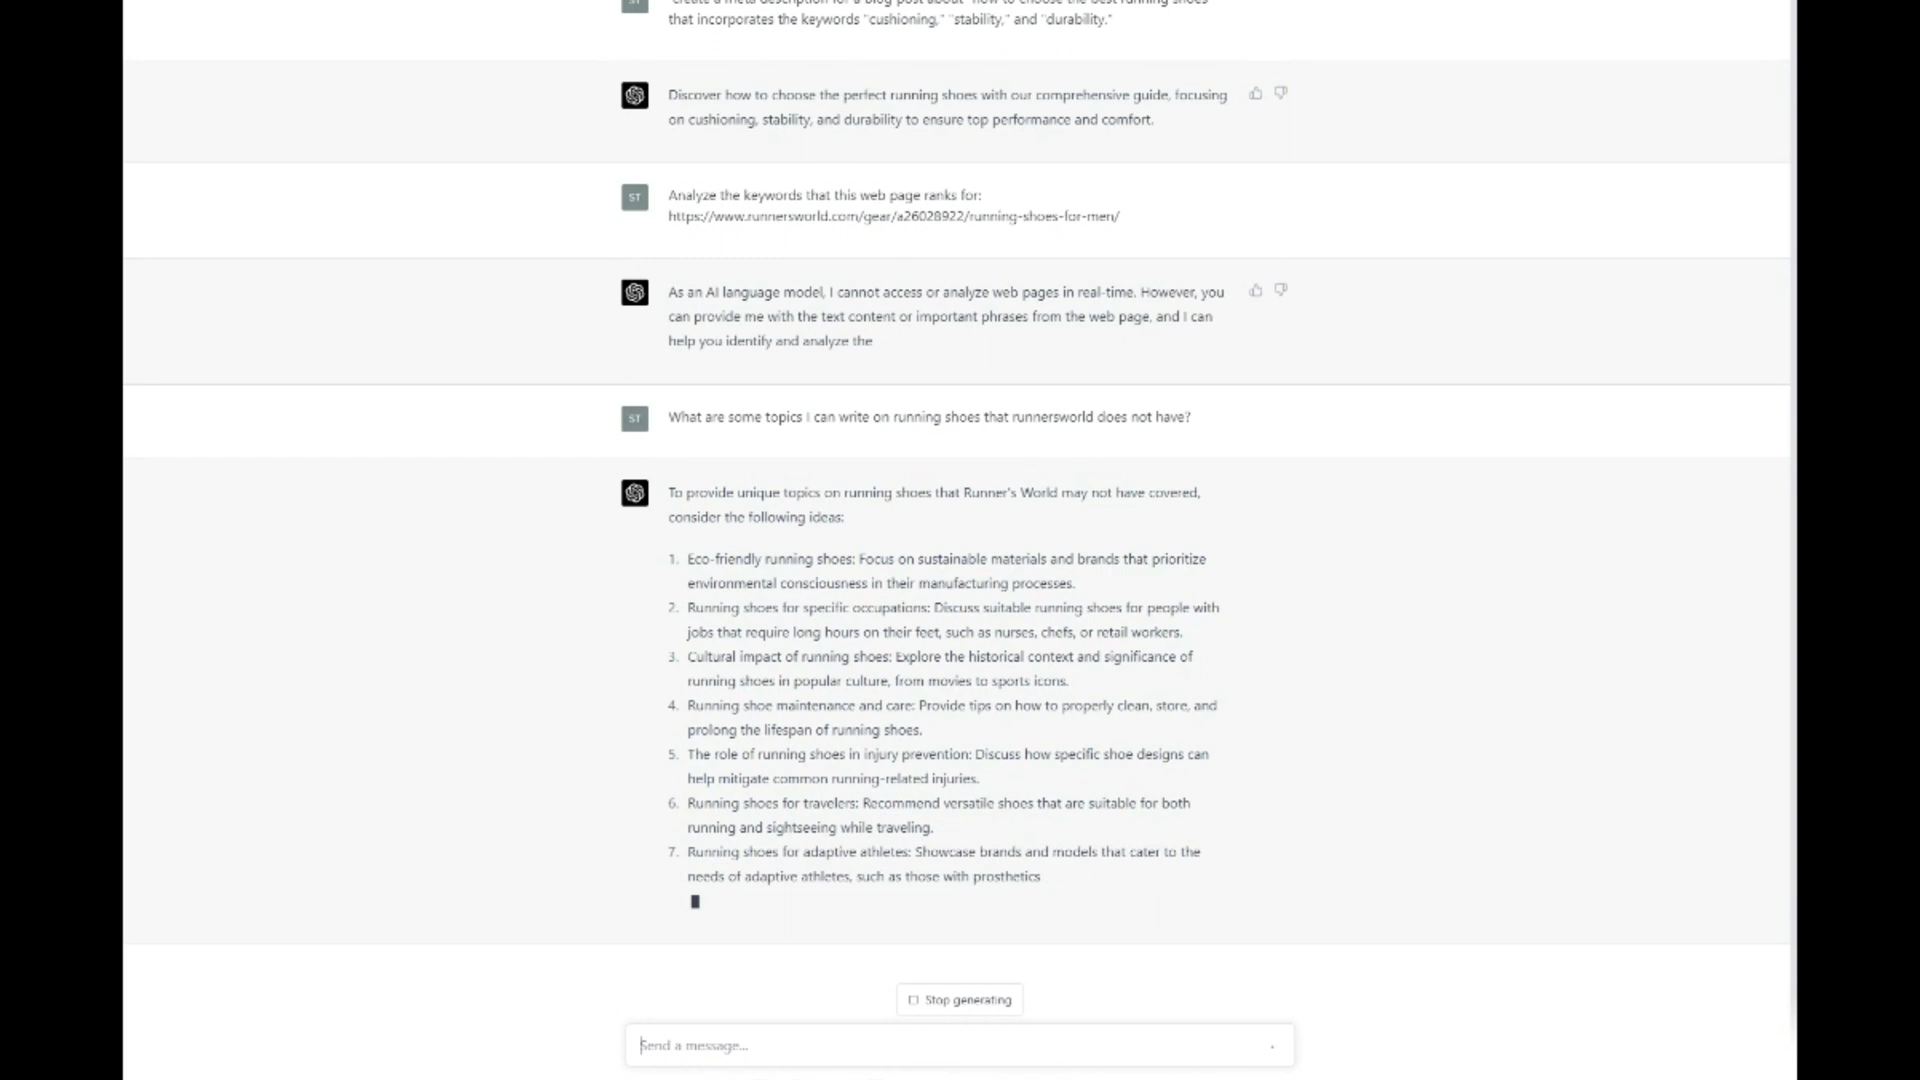 "create a meta description for a blog post about "how to choose the best running shoes"
that incorporates the keywords "cushioning," "stability," and "durability."
Discover how to choose the perfect running shoes with our comprehensive guide, focusing
on cushioning, stability, and durability to ensure top performance and comfort.
ST
Analyze the keywords that this web page ranks for:
https://www.runnersworld.com/gear/a26028922/running-shoes-for-men/
As an AI language model, I cannot access or analyze web pages in real-time. However, you
can provide me with the text content or important phrases from the web page, and I can
help you identify and analyze the
ST
What are some topics I can write on running shoes that runnersworld does not have?
To provide unique topics on running shoes that Runner's World may not have covered,
consider the following ideas:
1. Eco-friendly running shoes: Focus on sustainable materials and brands that prioritize
environmental consciousness in their manufacturing processes.
2. Running shoes for specific occupations: Discuss suitable running shoes for people with
jobs that require long hours on their feet, such as nurses, chefs, or retail workers.
3. Cultural impact of running shoes: Explore the historical context and significance of
running shoes in popular culture, from movies to sports icons.
4. Running shoe maintenance and care: Provide tips on how to properly clean, store, and
prolong the lifespan of running shoes.
5. The role of running shoes in injury prevention: Discuss how specific shoe designs can
help mitigate common running-related injuries.
6. Running shoes for travelers: Recommend versatile shoes that are suitable for both
running and sightseeing while traveling.
7. Running shoes for adaptive athletes: Showcase brands and models that cater to the
needs of adaptive athletes, such as those with prosthetics
Stop generating
Send a message...